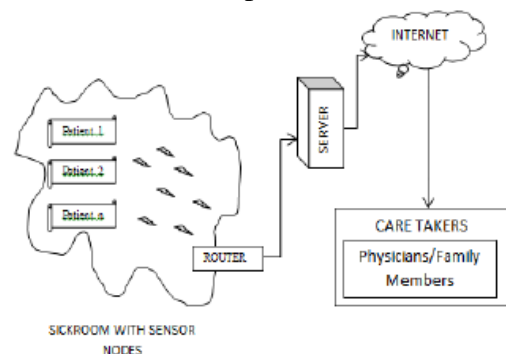 INTERNET
Patient 1
Patient 2
Patient n
SERVER
ROUTER
CARE TAKERS
Physicians/Family
Members
SICKROOM WITH SENSOR
NODES